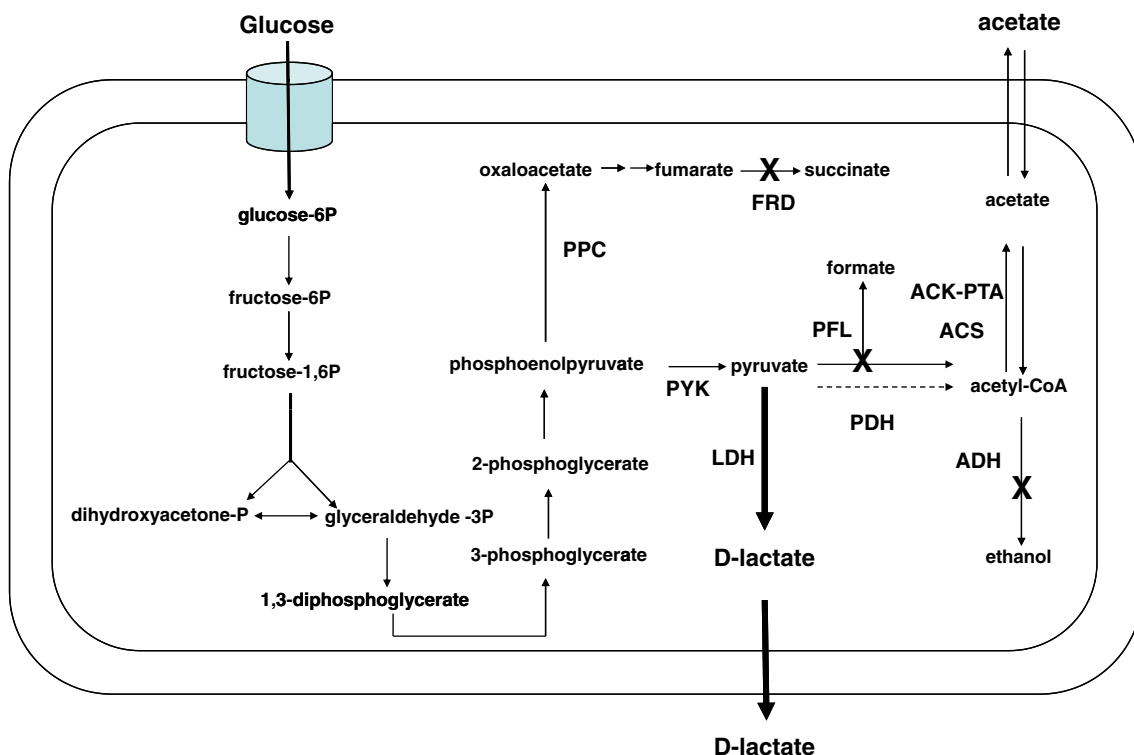 Glucose
acetate
oxaloacetate
fumarate
X
succinate
FRD
acetate
glucose-6P
PPC
formate
ACK-PTA
fructose-6P
PFL
ACS
X
phosphoenolpyruvate
pyruvate
fructose-1,6P
PYK
acetyl-CoA
PDH
LDH
ADH
2-phosphoglycerate
X
dihydroxyacetone-P
glyceraldehyde -3P
3-phosphoglycerate
D-lactate
ethanol
1,3-diphosphoglycerate
D-lactate